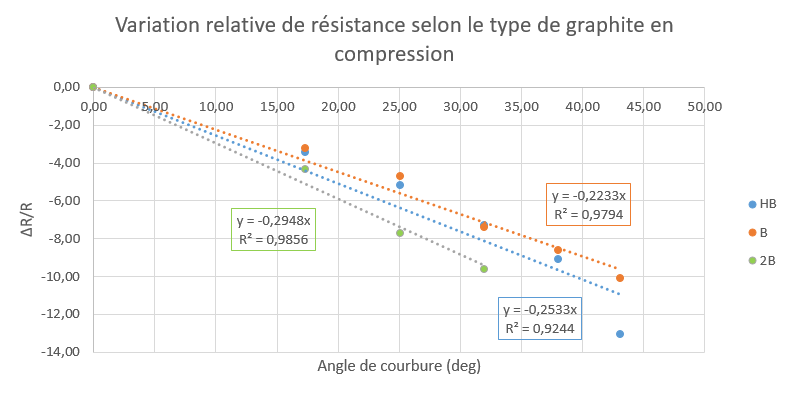 Variation relative de résistance selon le type de graphite en
compression
0,00
0,00 5,00 10,00 15,00 20,00 25,00 30,00 35,00 40,00 45,00 50,00
-2,00
-4,00
-6,00
-8,00
-10,00
-12,00
-14,00
ΔR/R
y = -0,2233x
R² = 0,9794
y = -0,2948x
R² = 0,9856
y = -0,2533x
R² = 0,9244
HB
B
2B
Angle de courbure (deg)